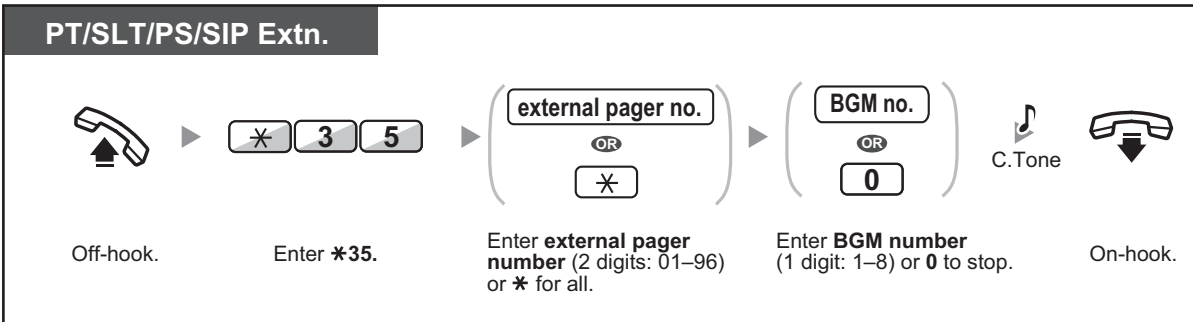 PT/SLT/PS/SIP Extn.
✳ 3 5
external pager no.
OR
✳
BGM no.
OR
0
C.Tone
Off-hook.
Enter ✳35.
Enter external pager
number (2 digits: 01–96)
or ✳ for all.
Enter BGM number
(1 digit: 1–8) or 0 to stop.
On-hook.